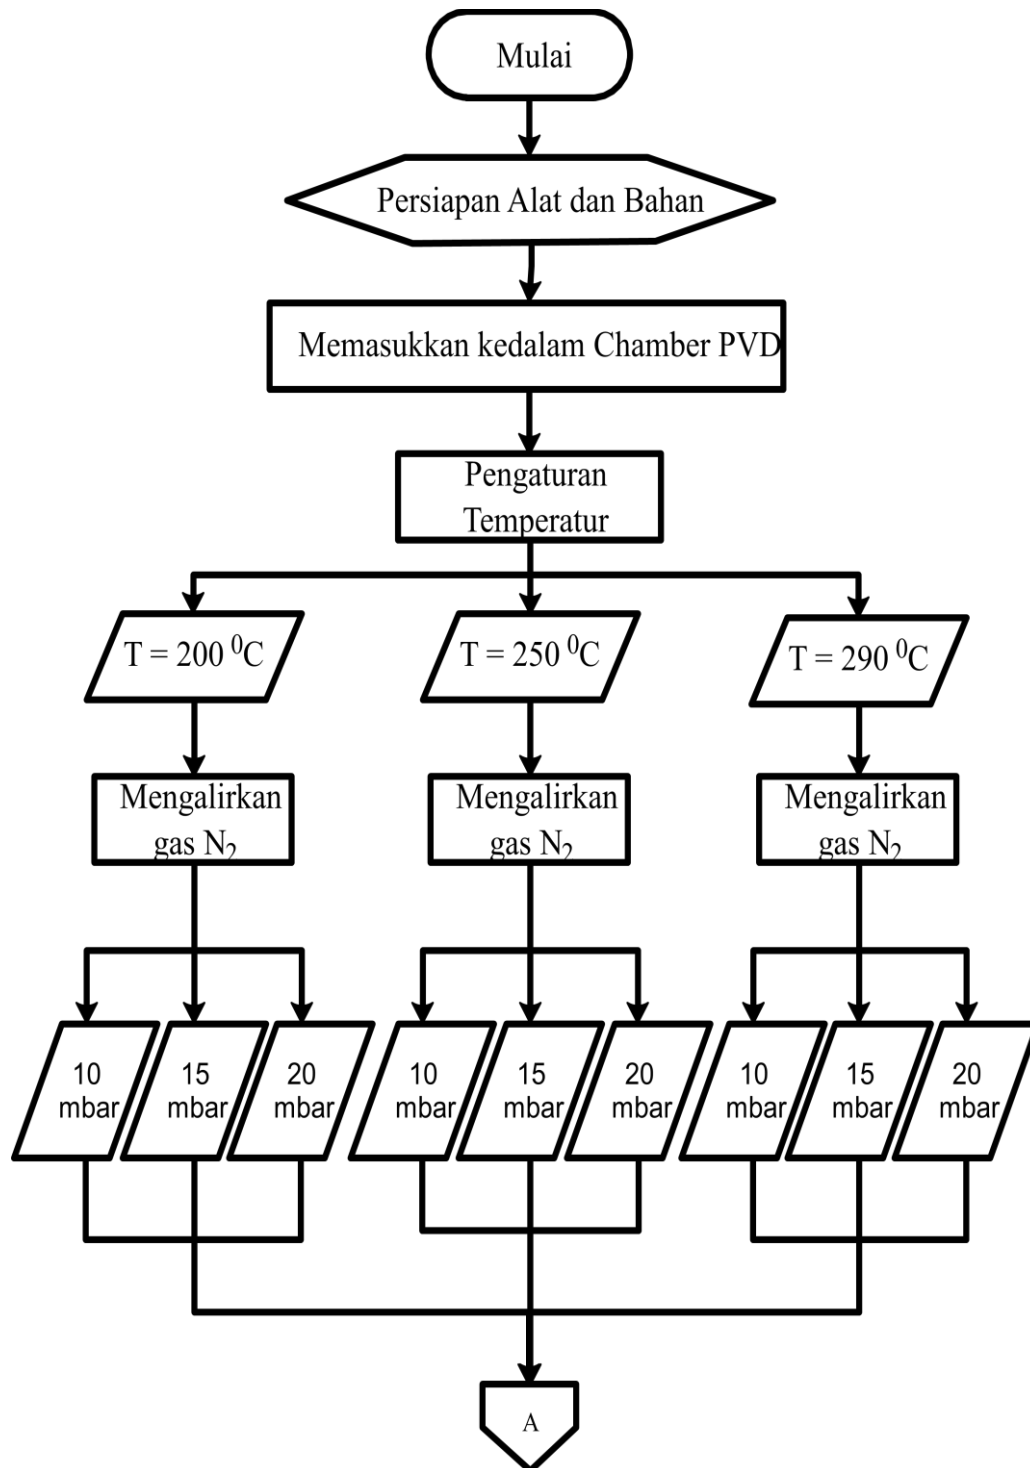 Mulai
Persiapan Alat dan Bahan
Memasukkan kedalam Chamber PVD
Pengaturan
Temperatur
T = 200 ⁰C
T = 250 ⁰C
T = 290 ⁰C
Mengalirkan
gas N₂
Mengalirkan
gas N₂
Mengalirkan
gas N₂
10
mbar
15
mbar
20
mbar
10
mbar
15
mbar
20
mbar
10
mbar
15
mbar
20
mbar
A